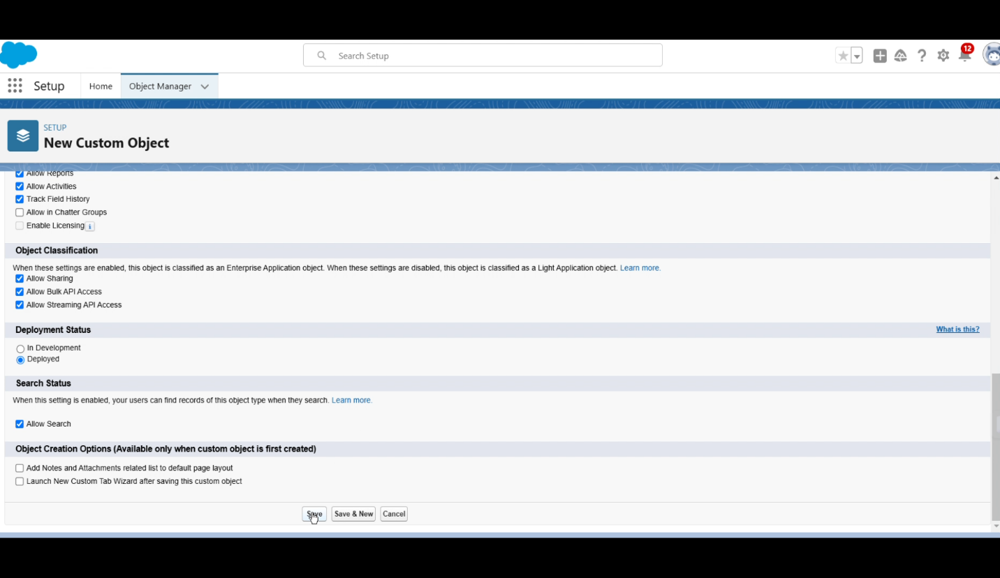 Search Setup
12
Setup
Home
Object Manager
SETUP
New Custom Object
Allow Reports
Allow Activities
Track Field History
Allow in Chatter Groups
Enable Licensing i
Object Classification
When these settings are enabled, this object is classified as an Enterprise Application object. When these settings are disabled, this object is classified as a Light Application object. Learn more.
Allow Sharing
Allow Bulk API Access
Allow Streaming API Access
Deployment Status What is this?
In Development
Deployed
Search Status
When this setting is enabled, your users can find records of this object type when they search. Learn more.
Allow Search
Object Creation Options (Available only when custom object is first created)
Add Notes and Attachments related list to default page layout
Launch New Custom Tab Wizard after saving this custom object
Save Save & New Cancel